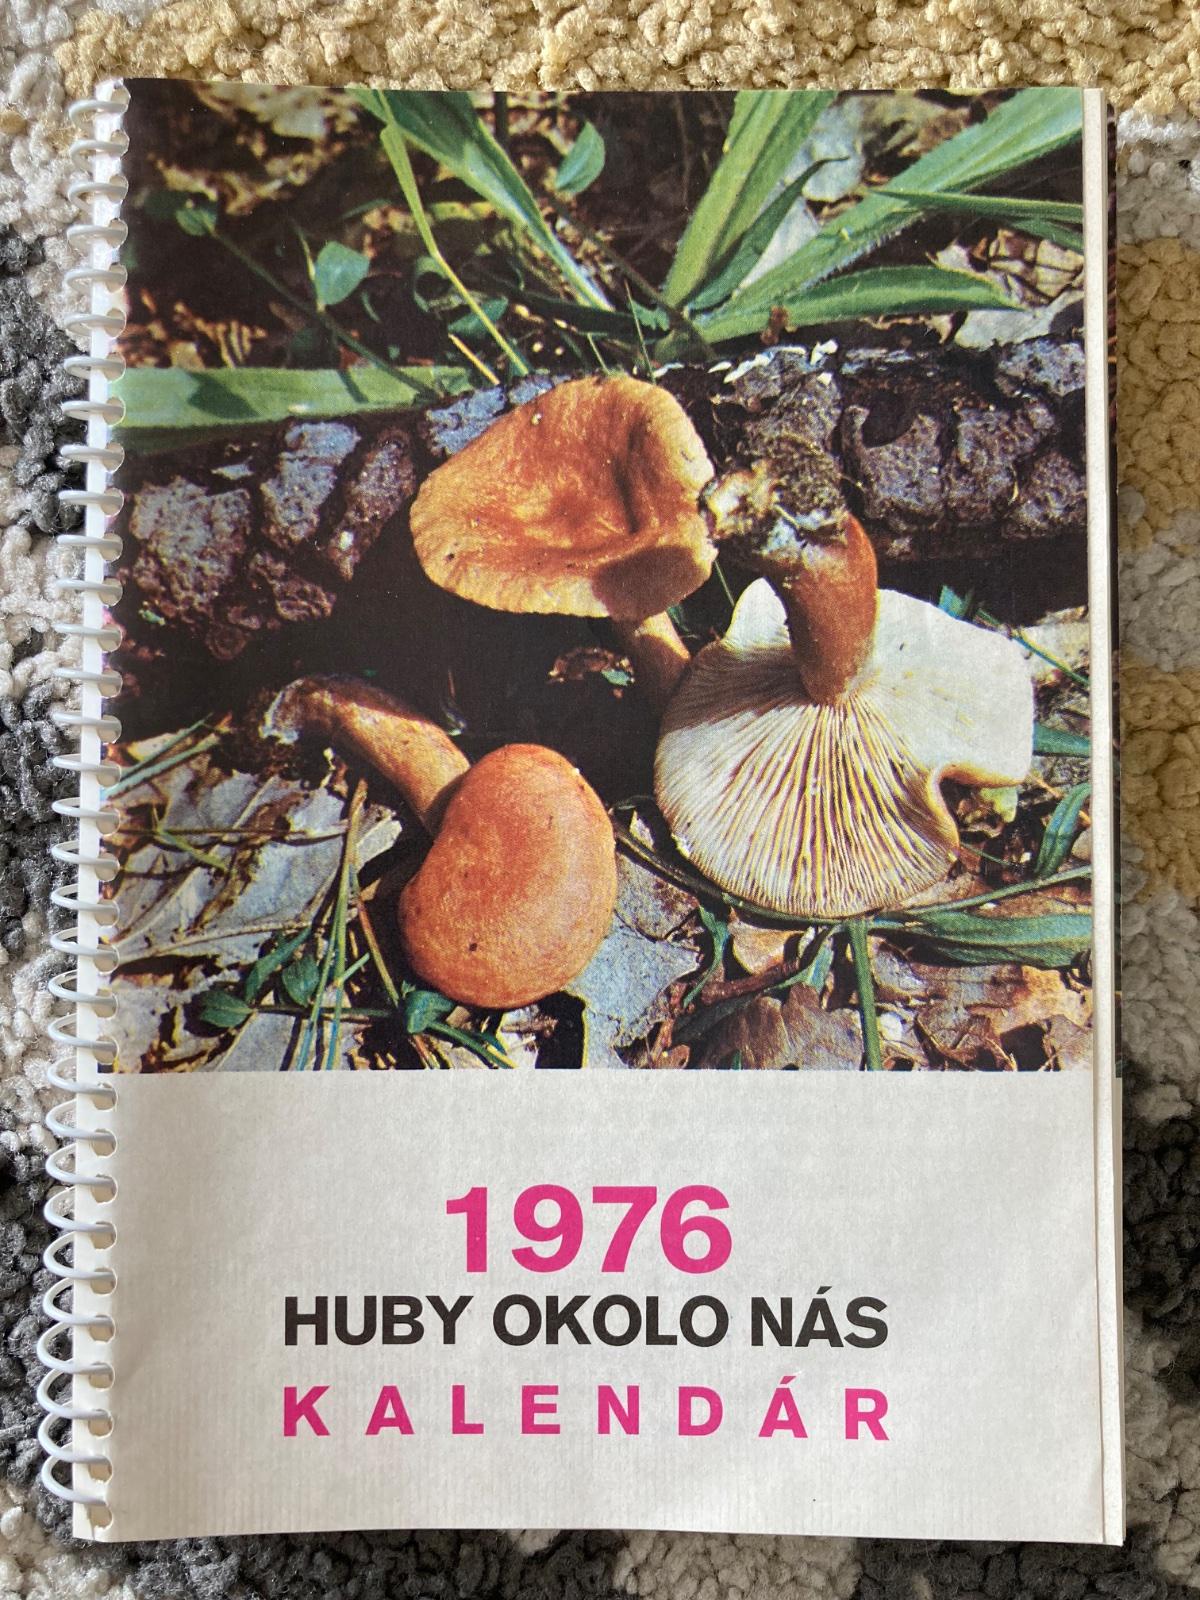 1976
HUBY OKOLO NÁS
KALENDÁR